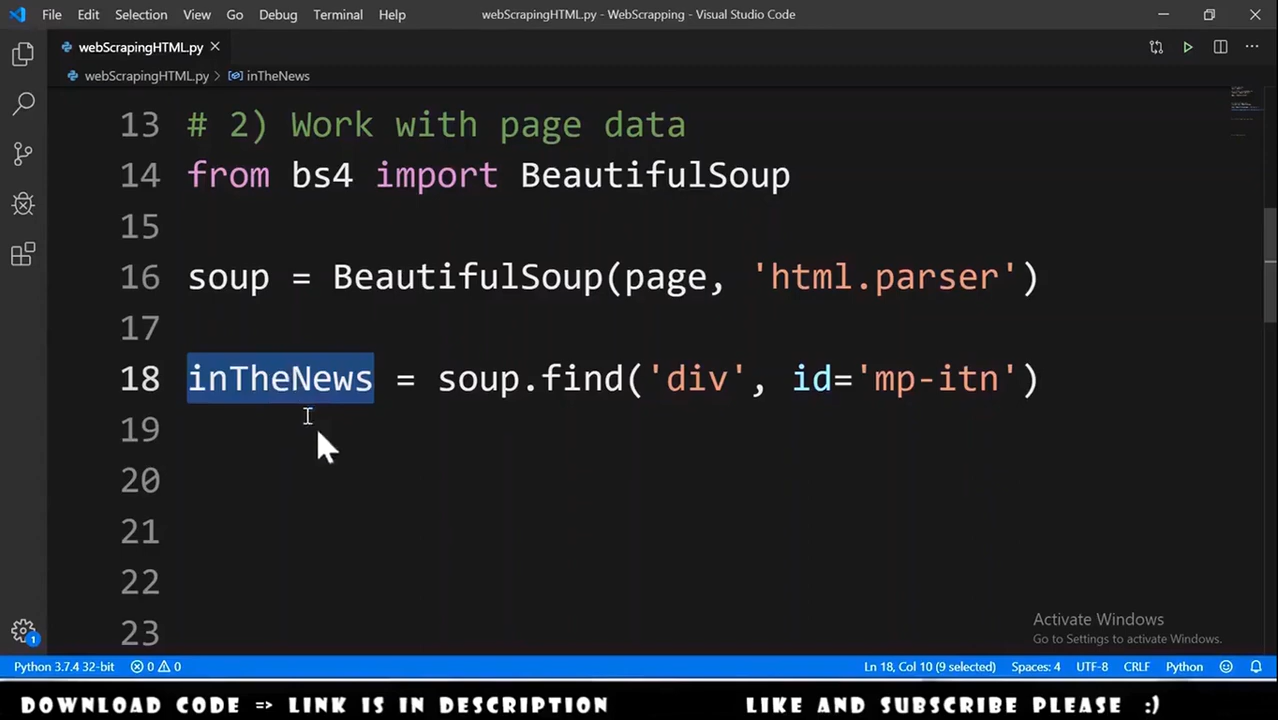 File Edit Selection View Go Debug Terminal Help webScrapingHTML.py - WebScrapping - Visual Studio Code
webScrapingHTML.py
webScrapingHTML.py > inTheNews
13 # 2) Work with page data
14 from bs4 import BeautifulSoup
15
16 soup = BeautifulSoup(page, 'html.parser')
17
18 inTheNews = soup.find('div', id='mp-itn')
19
20
21
22
23
Activate Windows
Go to Settings to activate Windows.
1
Python 3.7.4 32-bit 0 0 Ln 18, Col 10 (9 selected) Spaces: 4 UTF-8 CRLF Python
DOWNLOAD CODE => LINK IS IN DESCRIPTION LIKE AND SUBSCRIBE PLEASE :)